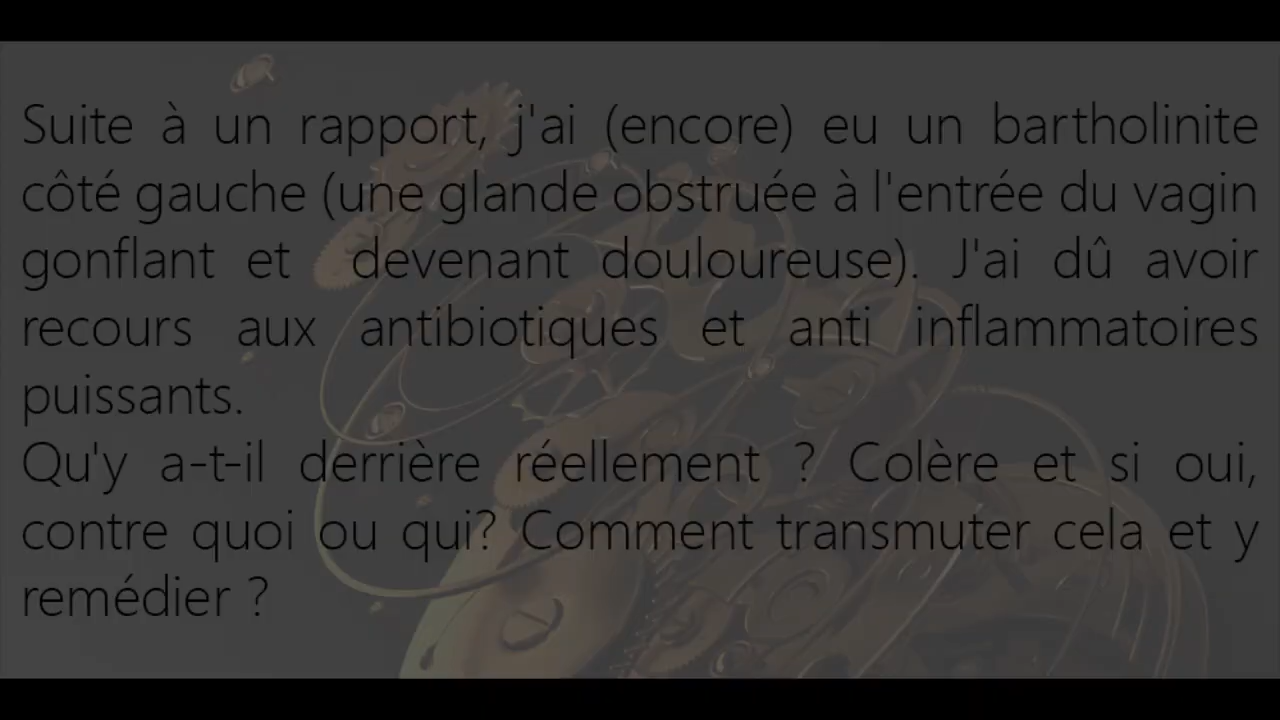 Suite à un rapport, j'ai (encore) eu un bartholinite
côté gauche (une glande obstruée à l'entrée du vagin
gonflant et devenant douloureuse). J'ai dû avoir
recours aux antibiotiques et anti inflammatoires
puissants.
Qu'y a-t-il derrière réellement ? Colère et si oui,
contre quoi ou qui? Comment transmuter cela et y
remédier ?